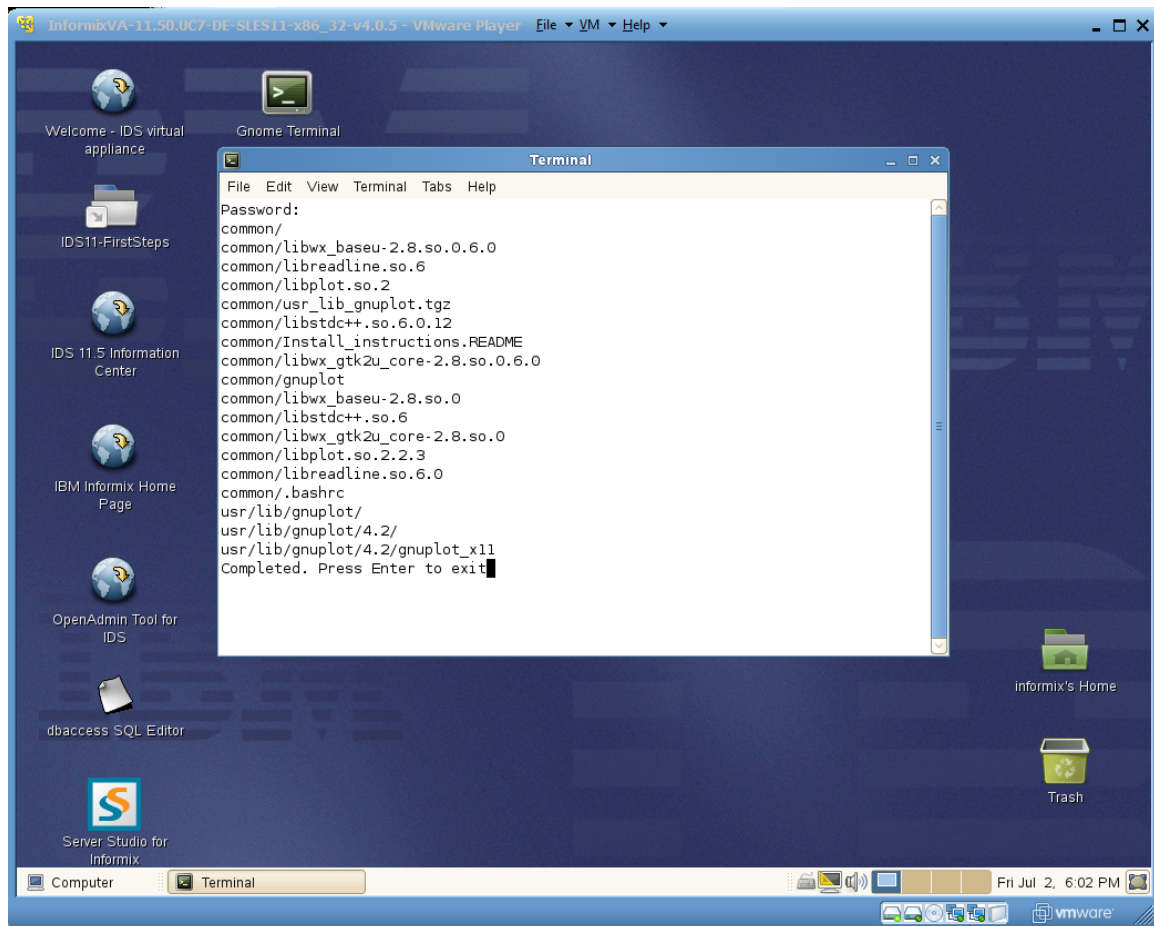 InformixVA-11.50.UC7-DE-SLES11-x86_32-v4.0.5 - VMware Player File VM Help
Welcome - IDS virtual
appliance
Gnome Terminal
IDS11-FirstSteps
IDS 11.5 Information
Center
IBM Informix Home
Page
OpenAdmin Tool for
IDS
dbaccess SQL Editor
Server Studio for
Informix
Terminal
File Edit View Terminal Tabs Help
Password:
common/
common/libwx_baseu-2.8.so.0.6.0
common/libreadline.so.6
common/libplot.so.2
common/usr_lib_gnuplot.tgz
common/libstdc++.so.6.0.12
common/Install_instructions.README
common/libwx_gtk2u_core-2.8.so.0.6.0
common/gnuplot
common/libwx_baseu-2.8.so.0
common/libstdc++.so.6
common/libwx_gtk2u_core-2.8.so.0
common/libplot.so.2.2.3
common/libreadline.so.6.0
common/.bashrc
usr/lib/gnuplot/
usr/lib/gnuplot/4.2/
usr/lib/gnuplot/4.2/gnuplot_x11
Completed. Press Enter to exit
informix's Home
Trash
Computer
Terminal
Fri Jul 2, 6:02 PM
vmware